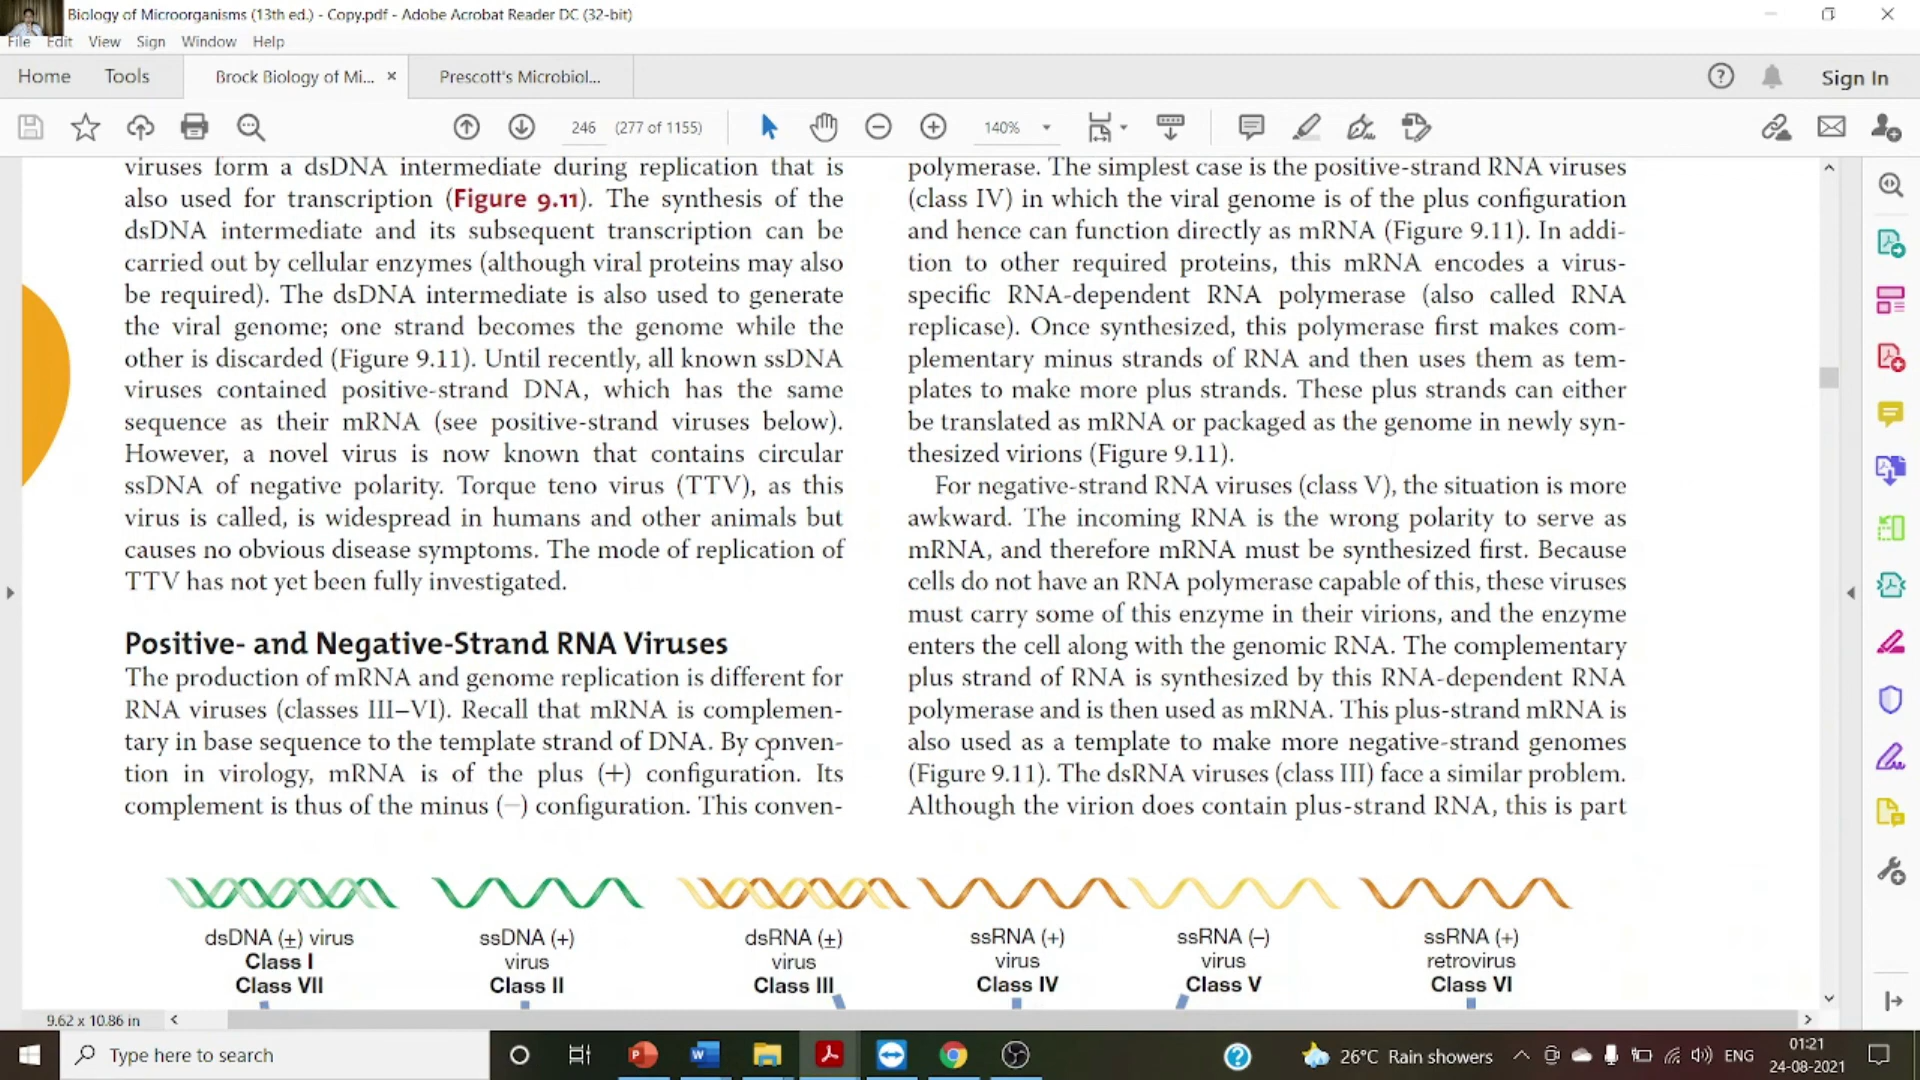 Biology of Microorganisms (13th ed.) - Copy.pdf - Adobe Acrobat Reader DC (32-bit)
File Edit View Sign Window Help
Home Tools Brock Biology of Mi... × Prescott's Microbiol... Sign In
246 (277 of 1155) 140%
viruses form a dsDNA intermediate during replication that is
also used for transcription (Figure 9.11). The synthesis of the
dsDNA intermediate and its subsequent transcription can be
carried out by cellular enzymes (although viral proteins may also
be required). The dsDNA intermediate is also used to generate
the viral genome; one strand becomes the genome while the
other is discarded (Figure 9.11). Until recently, all known ssDNA
viruses contained positive-strand DNA, which has the same
sequence as their mRNA (see positive-strand viruses below).
However, a novel virus is now known that contains circular
ssDNA of negative polarity. Torque teno virus (TTV), as this
virus is called, is widespread in humans and other animals but
causes no obvious disease symptoms. The mode of replication of
TTV has not yet been fully investigated.
Positive- and Negative-Strand RNA Viruses
The production of mRNA and genome replication is different for
RNA viruses (classes III–VI). Recall that mRNA is complemen-
tary in base sequence to the template strand of DNA. By conven-
tion in virology, mRNA is of the plus (+) configuration. Its
complement is thus of the minus (−) configuration. This conven-
polymerase. The simplest case is the positive-strand RNA viruses
(class IV) in which the viral genome is of the plus configuration
and hence can function directly as mRNA (Figure 9.11). In addi-
tion to other required proteins, this mRNA encodes a virus-
specific RNA-dependent RNA polymerase (also called RNA
replicase). Once synthesized, this polymerase first makes com-
plementary minus strands of RNA and then uses them as tem-
plates to make more plus strands. These plus strands can either
be translated as mRNA or packaged as the genome in newly syn-
thesized virions (Figure 9.11).
For negative-strand RNA viruses (class V), the situation is more
awkward. The incoming RNA is the wrong polarity to serve as
mRNA, and therefore mRNA must be synthesized first. Because
cells do not have an RNA polymerase capable of this, these viruses
must carry some of this enzyme in their virions, and the enzyme
enters the cell along with the genomic RNA. The complementary
plus strand of RNA is synthesized by this RNA-dependent RNA
polymerase and is then used as mRNA. This plus-strand mRNA is
also used as a template to make more negative-strand genomes
(Figure 9.11). The dsRNA viruses (class III) face a similar problem.
Although the virion does contain plus-strand RNA, this is part
dsDNA (±) virus
Class I
Class VII
ssDNA (+)
virus
Class II
dsRNA (±)
virus
Class III
ssRNA (+)
virus
Class IV
ssRNA (−)
virus
Class V
ssRNA (+)
retrovirus
Class VI
9.62 x 10.86 in
Type here to search
26°C Rain showers
ENG
01:21
24-08-2021